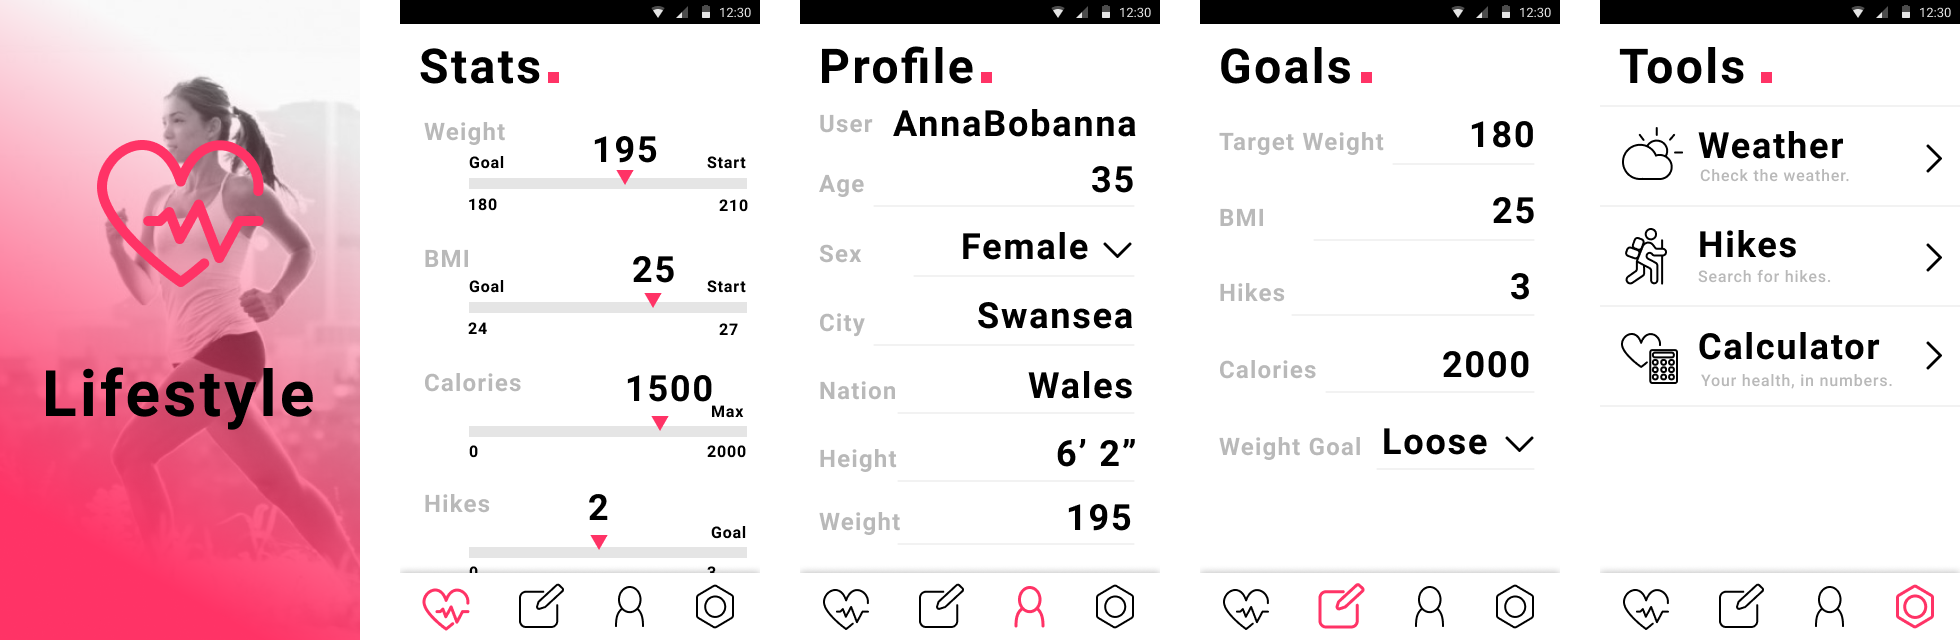 Lifestyle
12:30
Stats.
Weight
195
Goal Start
180 210
BMI
25
Goal Start
24 27
Calories
1500
Max
0 2000
Hikes
2
Goal
0 3
12:30
Profile.
User AnnaBobanna
Age 35
Sex Female
City Swansea
Nation Wales
Height 6’ 2”
Weight 195
12:30
Goals.
Target Weight 180
BMI 25
Hikes 3
Calories 2000
Weight Goal Loose
12:30
Tools.
Weather
Check the weather.
Hikes
Search for hikes.
Calculator
Your health, in numbers.